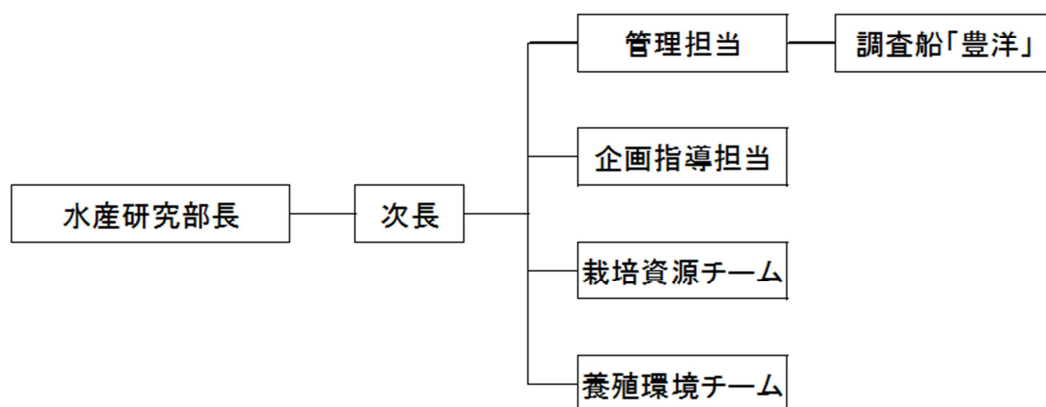 管理担当
調査船「豊洋」
企画指導担当
水産研究部長
次長
栽培資源チーム
養殖環境チーム